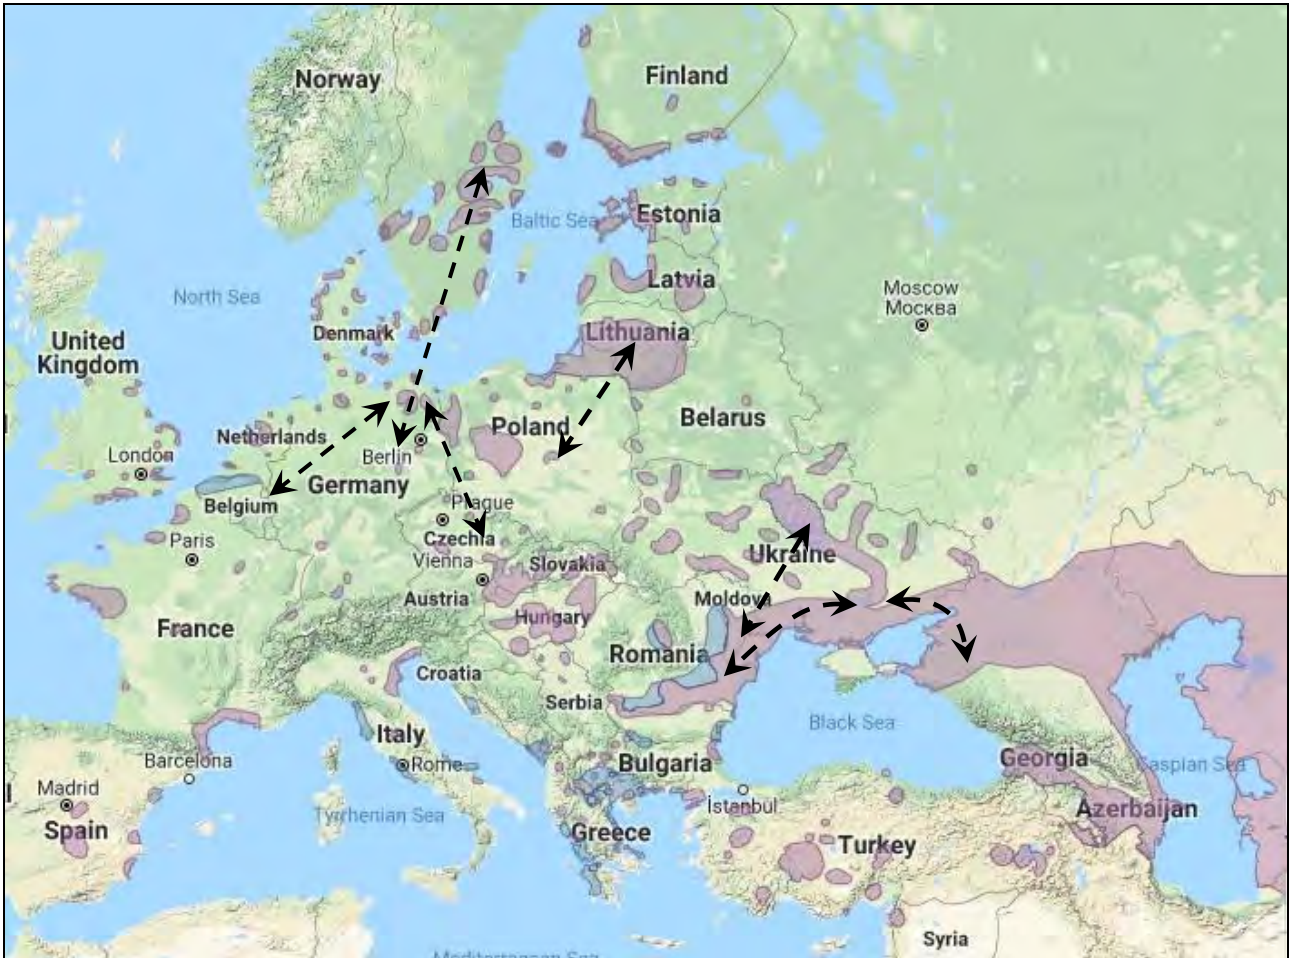 Norway
Finland
Baltic Sea
Estonia
North Sea
Latvia
Moscow
Москва
Denmark
Lithuania
United
Kingdom
Poland
Belarus
Netherlands
London
Berlin
Germany
Belgium
Prague
Paris
Czechia
Vienna
Slovakia
Ukraine
Austria
Moldova
Hungary
France
Romania
Croatia
Serbia
Black Sea
Italy
Barcelona
Rome
Bulgaria
Georgia
Caspian Sea
Madrid
İstanbul
Tyrrhenian Sea
Azerbaijan
Spain
Greece
Turkey
Syria
Mediterranean Sea